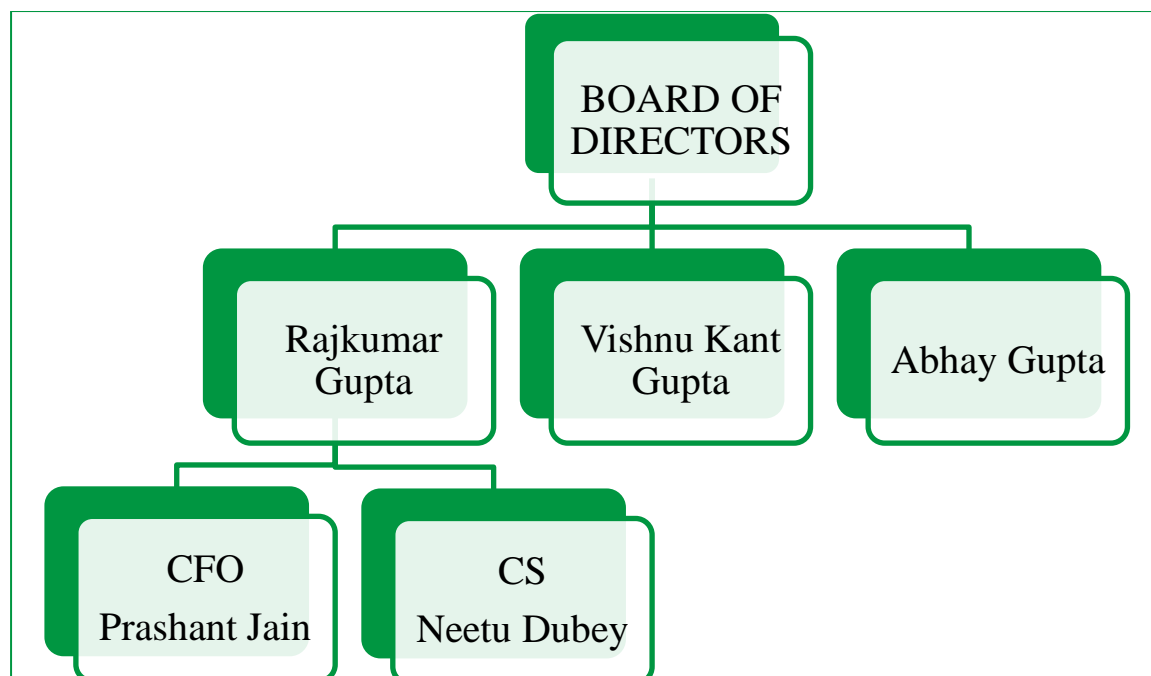 BOARD OF
DIRECTORS
Rajkumar
Gupta
Vishnu Kant
Gupta
Abhay Gupta
CFO
Prashant Jain
CS
Neetu Dubey